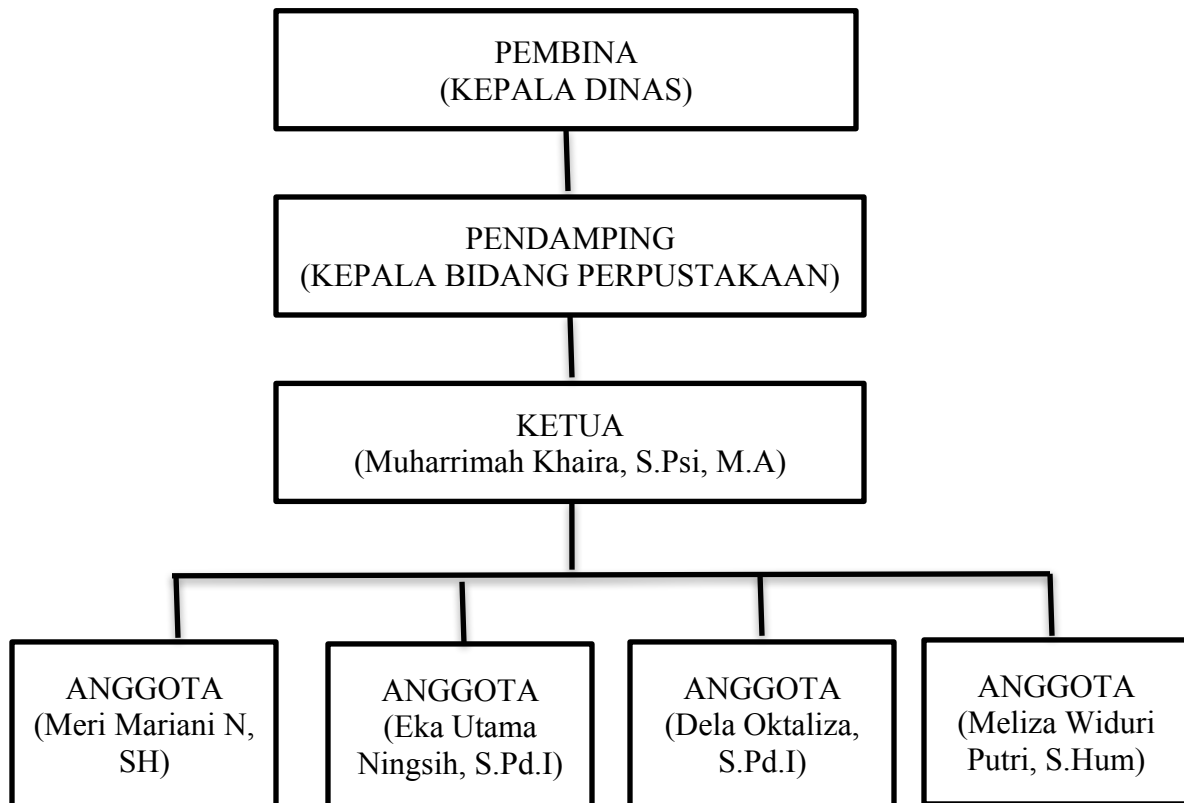 PEMBINA
(KEPALA DINAS)
PENDAMPING
(KEPALA BIDANG PERPUSTAKAAN)
KETUA
(Muharrimah Khaira, S.Psi, M.A)
ANGGOTA
(Meri Mariani N,
SH)
ANGGOTA
(Eka Utama
Ningsih, S.Pd.I)
ANGGOTA
(Dela Oktaliza,
S.Pd.I)
ANGGOTA
(Meliza Widuri
Putri, S.Hum)